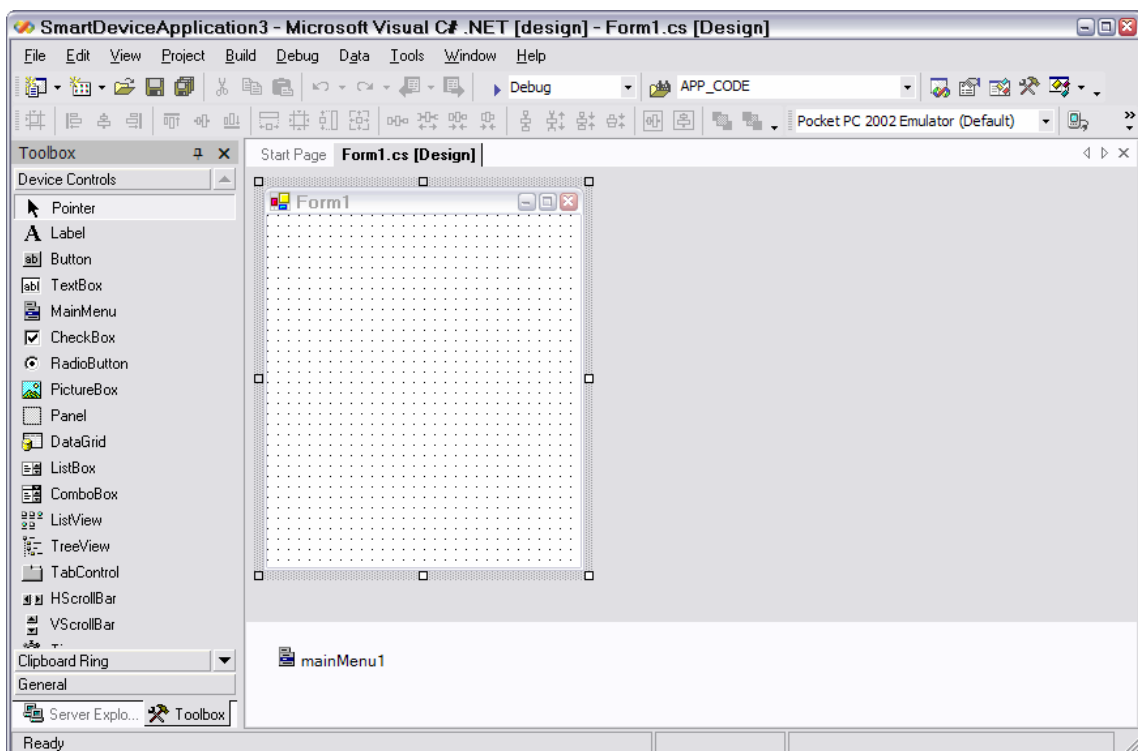 SmartDeviceApplication3 - Microsoft Visual C# .NET [design] - Form1.cs [Design]
File Edit View Project Build Debug Data Tools Window Help
Debug APP_CODE
Pocket PC 2002 Emulator (Default)
Toolbox
Start Page Form1.cs [Design]
Device Controls
Pointer
Form1
A Label
ab Button
abl TextBox
MainMenu
CheckBox
RadioButton
PictureBox
Panel
DataGrid
ListBox
ComboBox
ListView
TreeView
TabControl
HScrollBar
VScrollBar
Clipboard Ring
General
mainMenu1
Server Explo... Toolbox
Ready